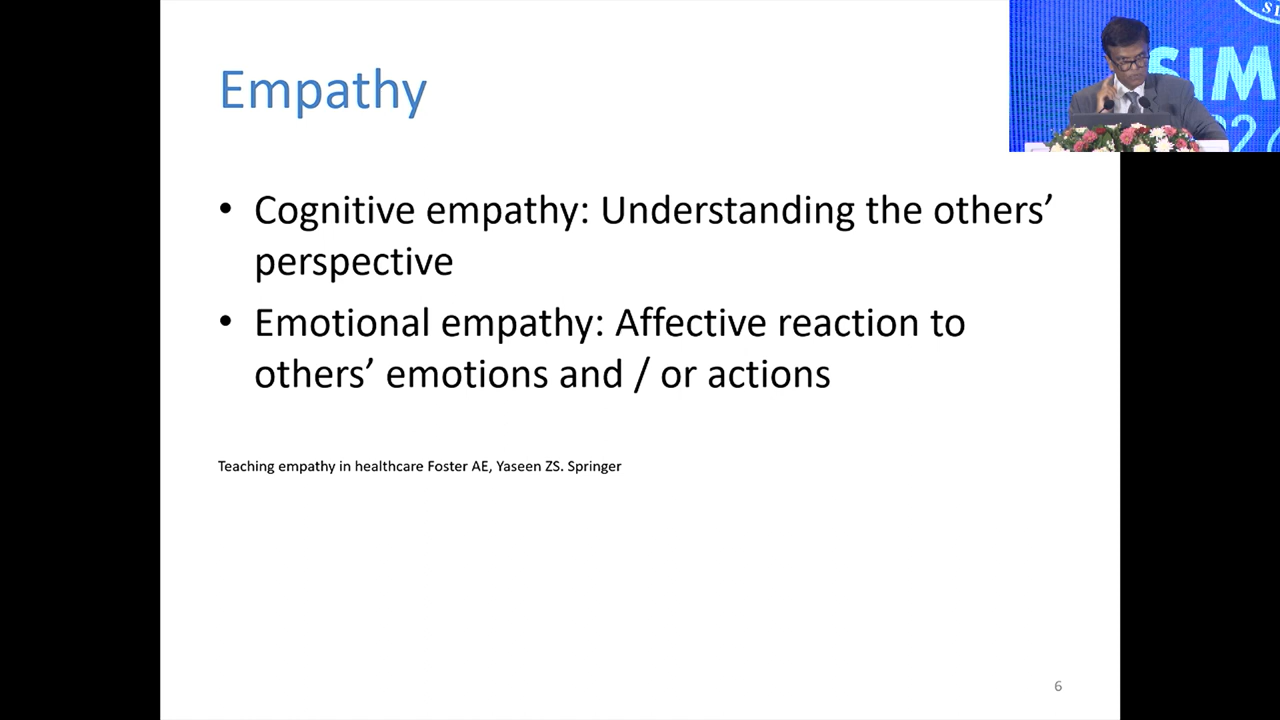 Empathy
• Cognitive empathy: Understanding the others’
perspective
• Emotional empathy: Affective reaction to
others’ emotions and / or actions
Teaching empathy in healthcare Foster AE, Yaseen ZS. Springer
6
SIM